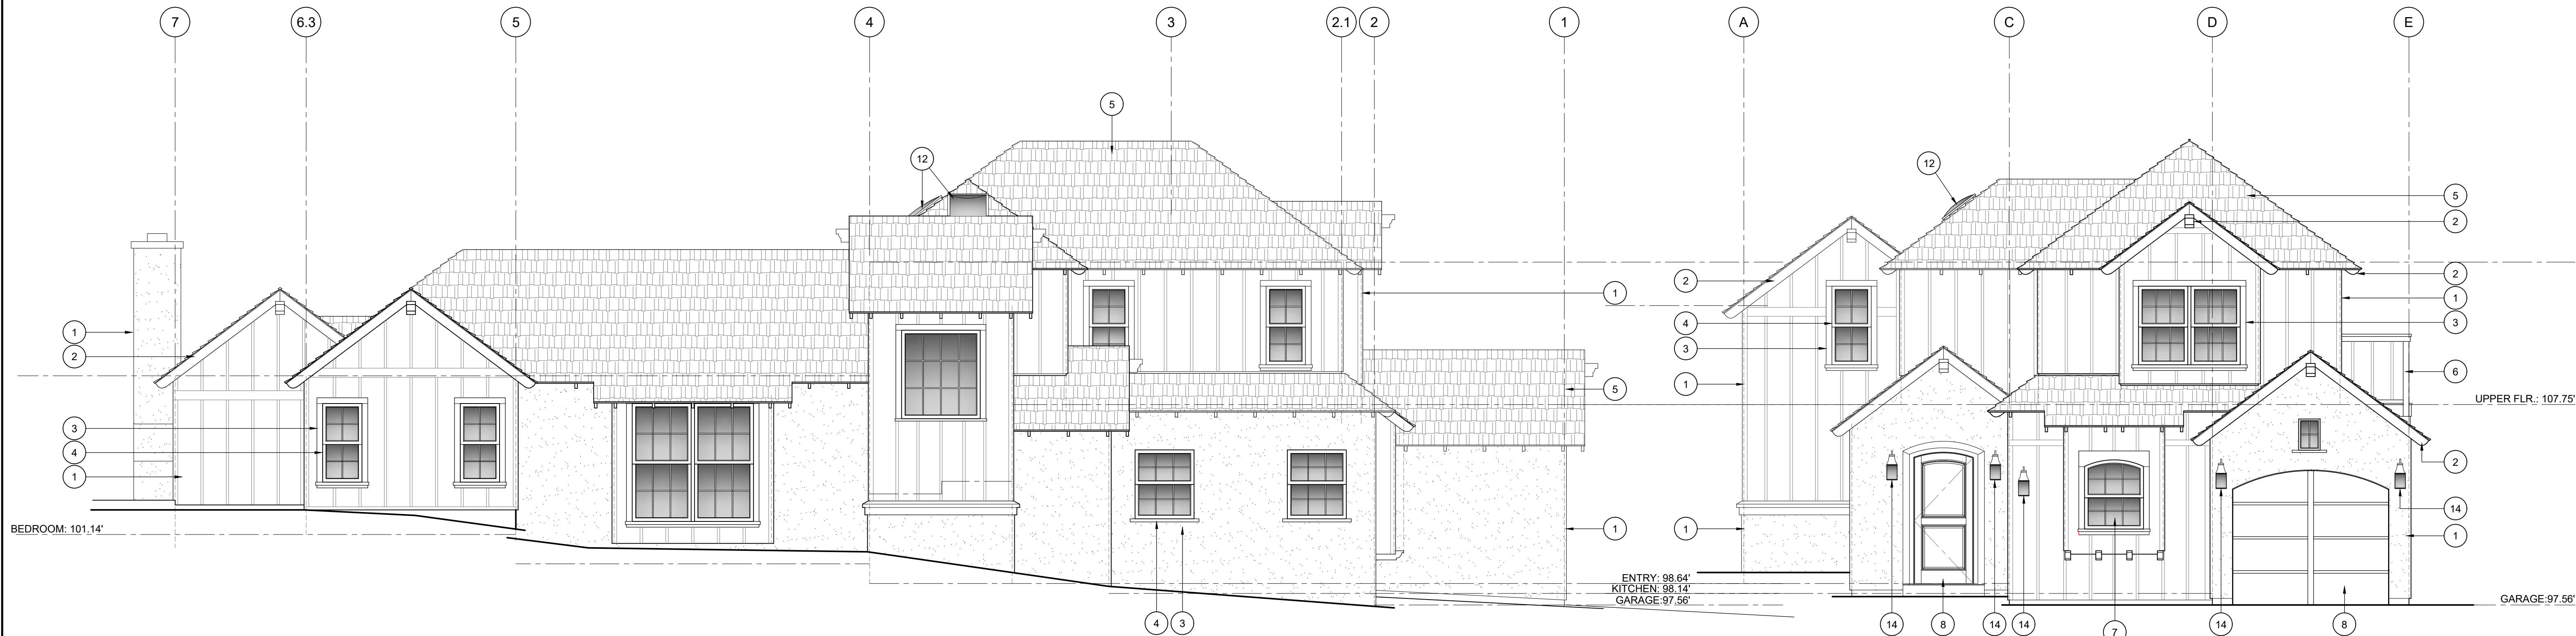 7 6.3 5 4 3 2.1 2 1 A C D E
5
12 12
5
2
2 2
1 1
4 3
3
1
2
1 5 6
UPPER FLR.: 107.75'
3
4 2
1
14
1 1 1
BEDROOM: 101.14'
ENTRY: 98.64'
KITCHEN: 98.14'
GARAGE:97.56' GARAGE:97.56'
4 3 14 8 14 14 7 14 8